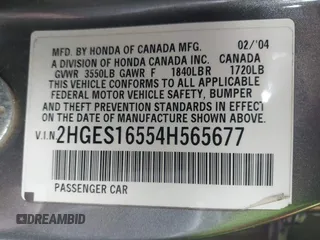 MFD. BY HONDA OF CANADA MFG. 02/'04
A DIVISION OF HONDA CANADA INC. CANADA
GVWR 3550LB GAWR F 1840LB R 1720LB
THIS VEHICLE CONFORMS TO ALL APPLICABLE
FEDERAL MOTOR VEHICLE SAFETY, BUMPER
AND THEFT PREVENTION STANDARDS IN EFFECT
ON THE DATE OF MANUFACTURE SHOWN ABOVE.
V.I.N. 2HGES16554H565677
PASSENGER CAR
DREAMBID